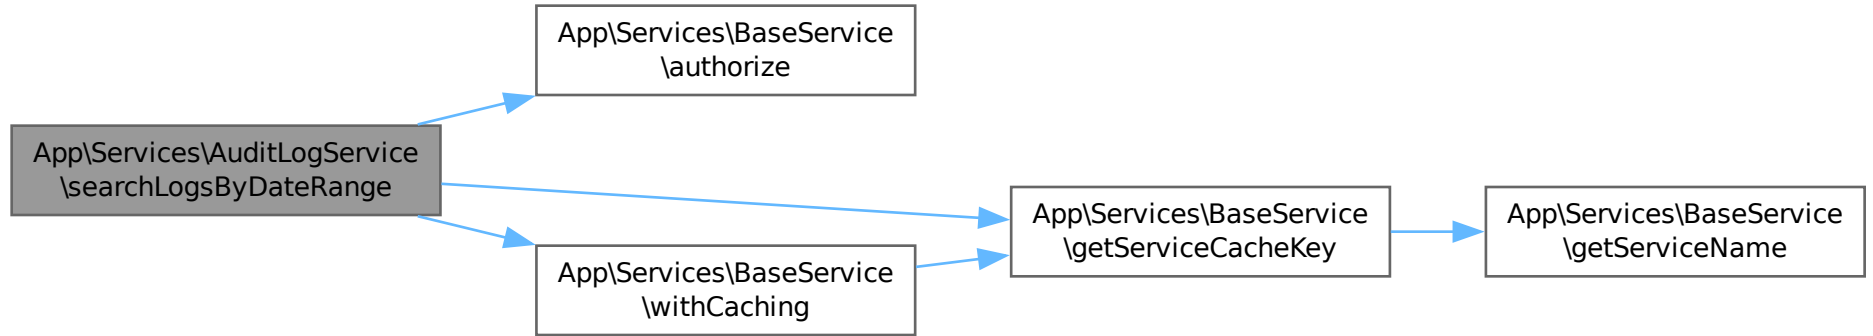 App\Services\BaseService
\authorize
App\Services\AuditLogService
\searchLogsByDateRange
App\Services\BaseService
\getServiceCacheKey
App\Services\BaseService
\getServiceName
App\Services\BaseService
\withCaching